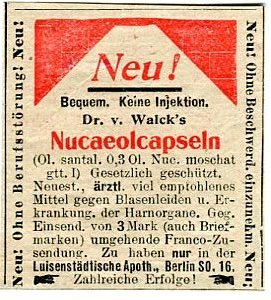 Neu!
Bequem. Keine Injektion.
Dr. v. Walck's
Nucaeolcapseln
(Ol. santal. 0,3 Ol. Nuc. moschat
gtt. I) Gesetzlich geschützt.
Neuest., ärztl. viel empfohlenes
Mittel gegen Blasenleiden u. Er-
krankung. der Harnorgane. Geg.
Einsend. von 3 Mark (auch Brief-
marken) umgehende Franco-Zu-
sendung. Zu haben nur in der
Luisenstädtische Apoth., Berlin SO. 16.
Zahlreiche Erfolge!
Neu! Ohne Berufsstörung! Neu!
Neu! Ohne Beschwerd. einzunehm. Neu!